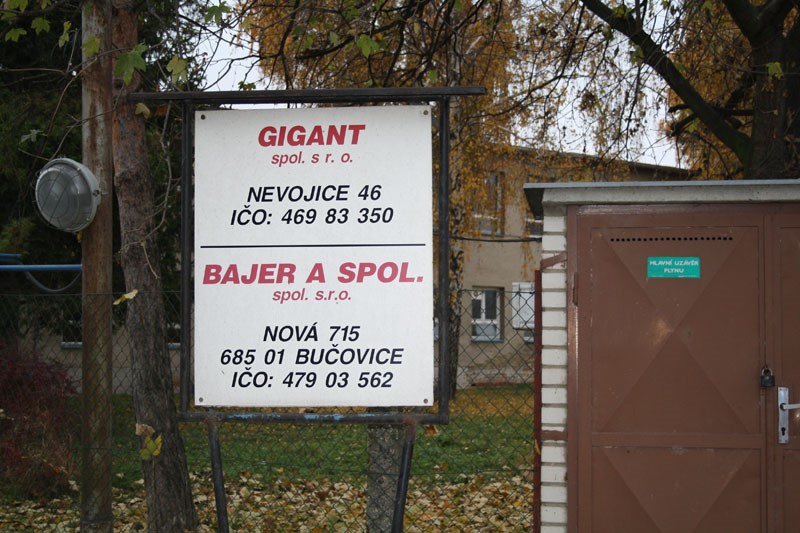 GIGANT
spol. s r. o.
NEVOJICE 46
IČO: 469 83 350
BAJER A SPOL.
spol. s.r.o.
NOVÁ 715
685 01 BUČOVICE
IČO: 479 03 562
HLAVNÍ UZÁVĚR
PLYNU